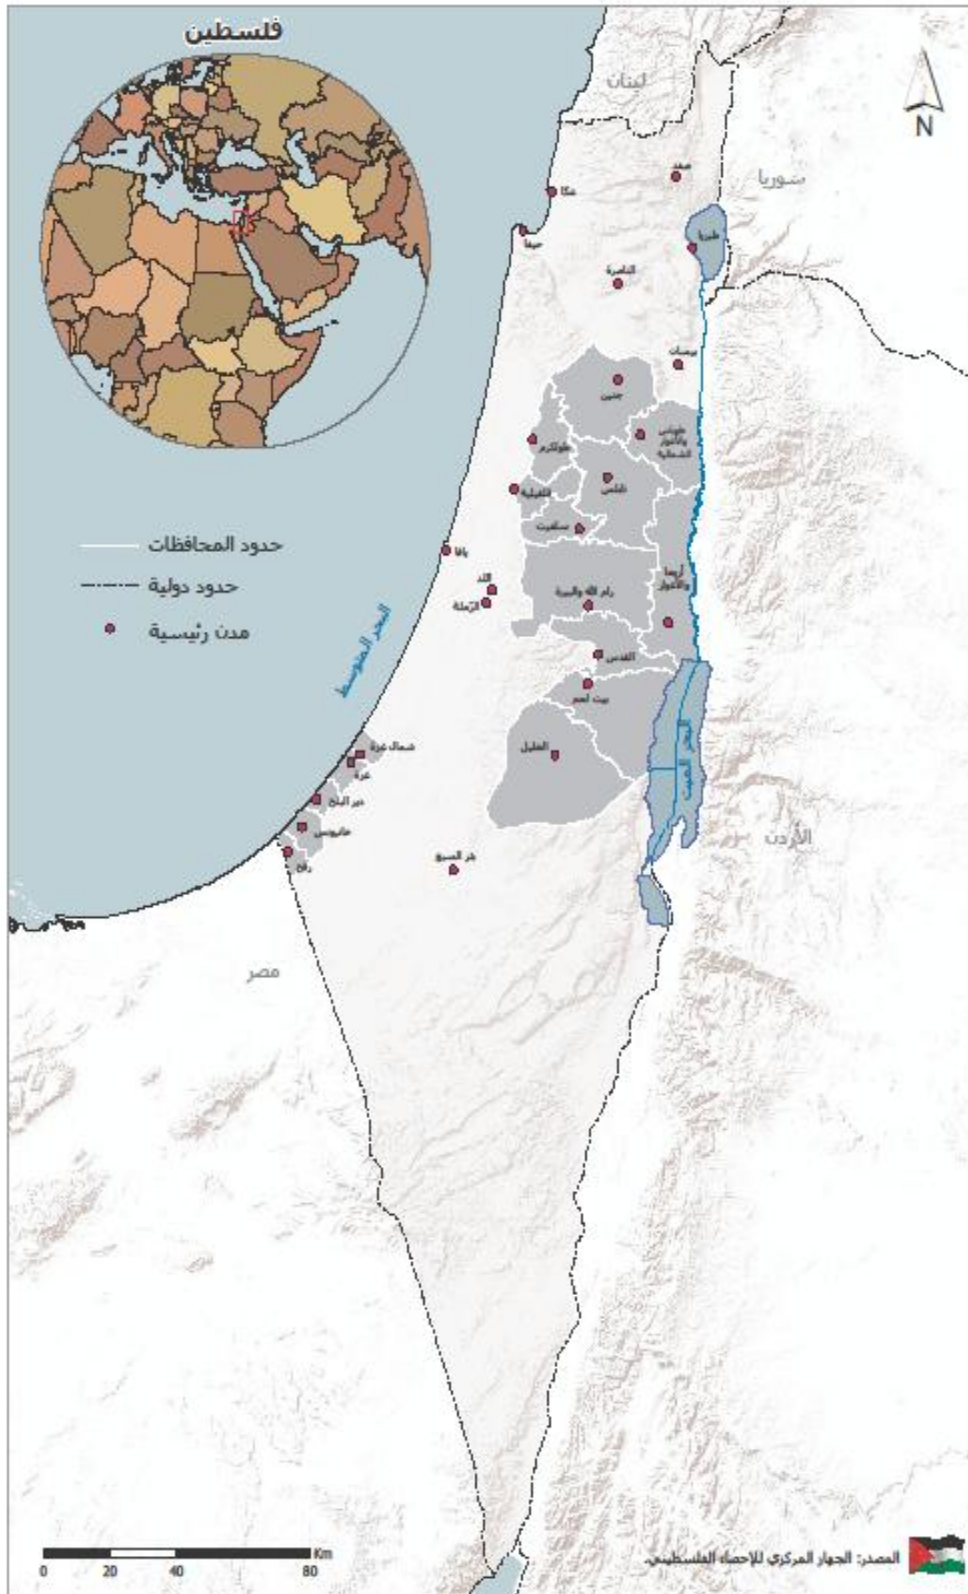 فلسطين
N
لبنان
سوريا
صفد
عكا
حيفا
طبريا
الناصرة
بيسان
جنين
طوباس
والأغوار
الشمالية
طولكرم
نابلس
قلقيلية
سلفيت
حدود المحافظات
حدود دولية
مدن رئيسية
يافا
اللد
الرملة
رام الله والبيرة
أريحا
والأغوار
القدس
بيت لحم
البحر المتوسط
الخليل
البحر الميت
شمال غزة
غزة
دير البلح
خانيونس
رفح
بئر السبع
الأردن
مصر
Km
0 20 40 80
المصدر: الجهاز المركزي للإحصاء الفلسطيني.